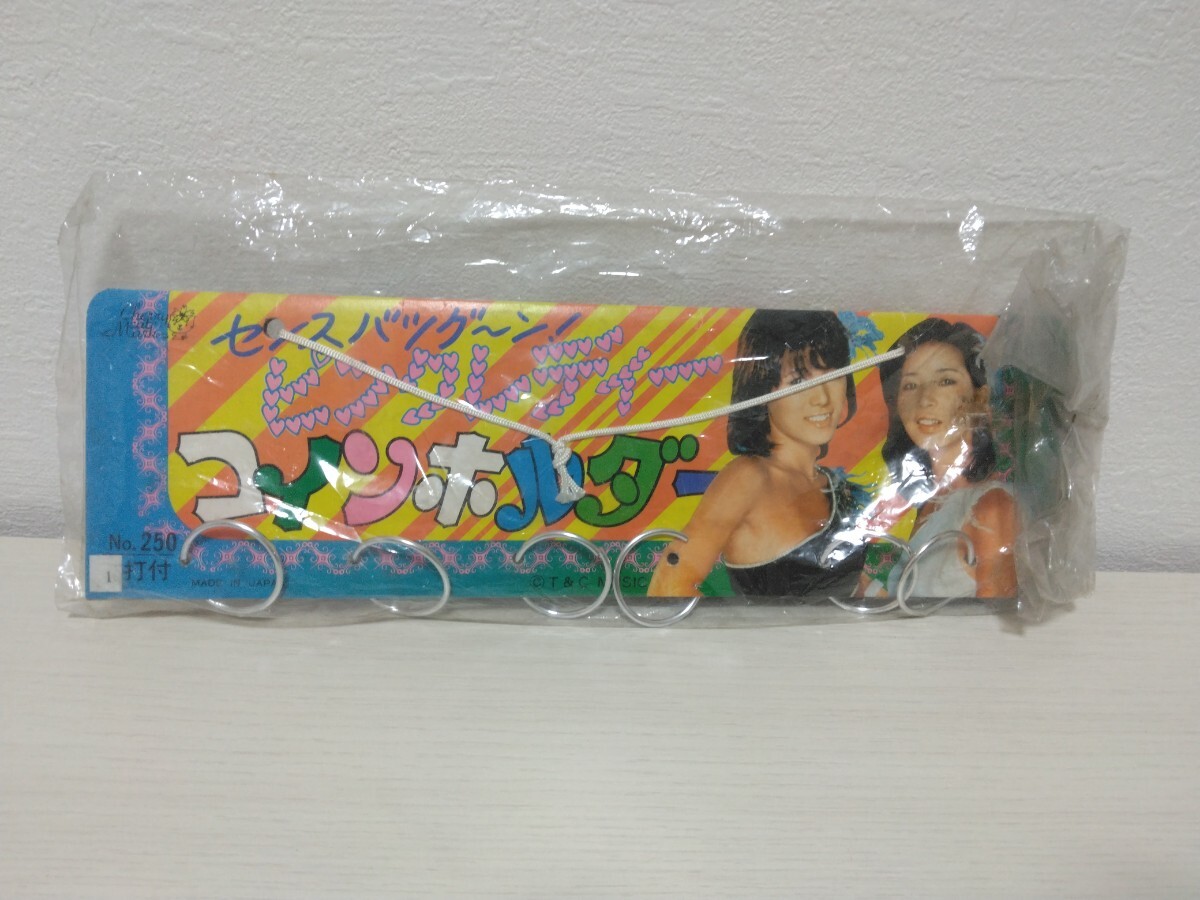 センスバツグ〜ン!
ピンクレディー
コインホルダー
No.250
1
打付
MADE IN JAPAN
©T & C MUSIC